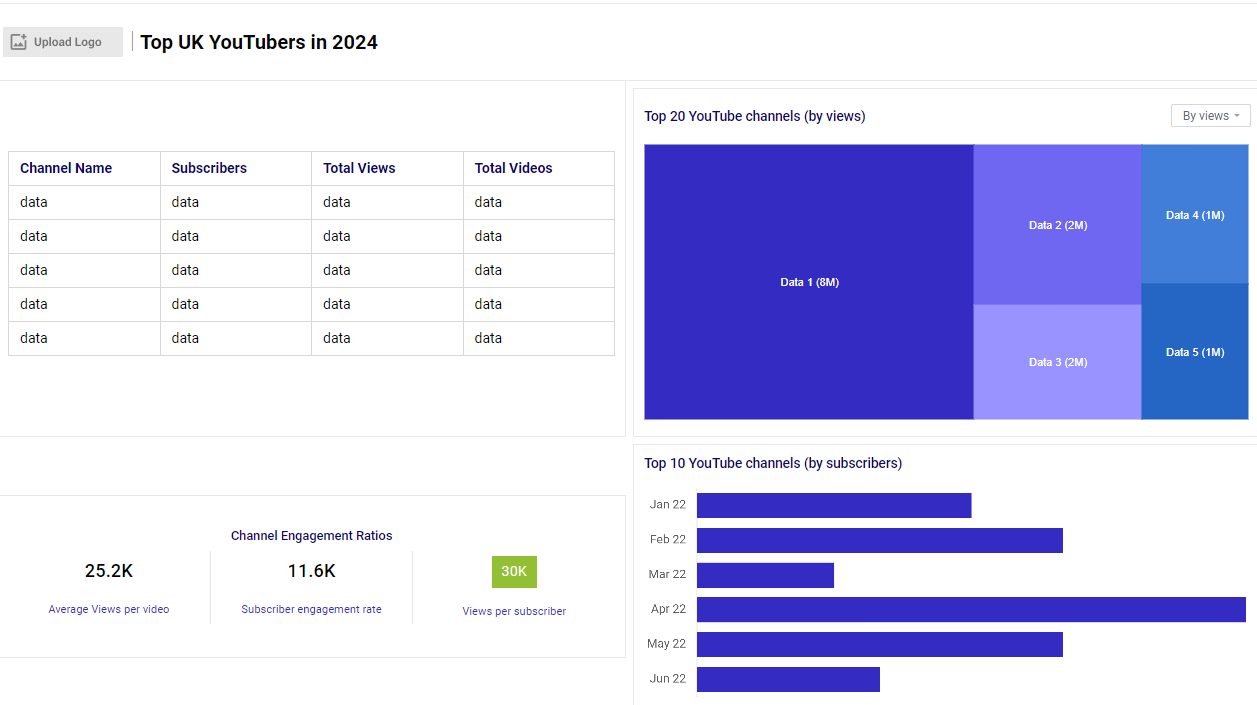 Upload Logo
Top UK YouTubers in 2024
Channel Name Subscribers Total Views Total Videos
data data data data
data data data data
data data data data
data data data data
data data data data
Top 20 YouTube channels (by views)
By views
Data 1 (8M)
Data 2 (2M)
Data 3 (2M)
Data 4 (1M)
Data 5 (1M)
Channel Engagement Ratios
25.2K 11.6K 30K
Average Views per video Subscriber engagement rate Views per subscriber
Top 10 YouTube channels (by subscribers)
Jan 22
Feb 22
Mar 22
Apr 22
May 22
Jun 22